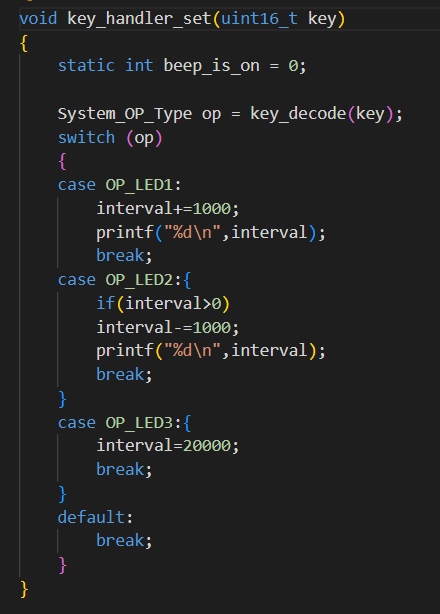 void key_handler_set(uint16_t key)
{
    static int beep_is_on = 0;

    System_OP_Type op = key_decode(key);
    switch (op)
    {
    case OP_LED1:
        interval+=1000;
        printf("%d\n",interval);
        break;
    case OP_LED2:{
        if(interval>0)
        interval-=1000;
        printf("%d\n",interval);
        break;
    }
    case OP_LED3:{
        interval=20000;
        break;
    }
    default:
        break;
    }
}